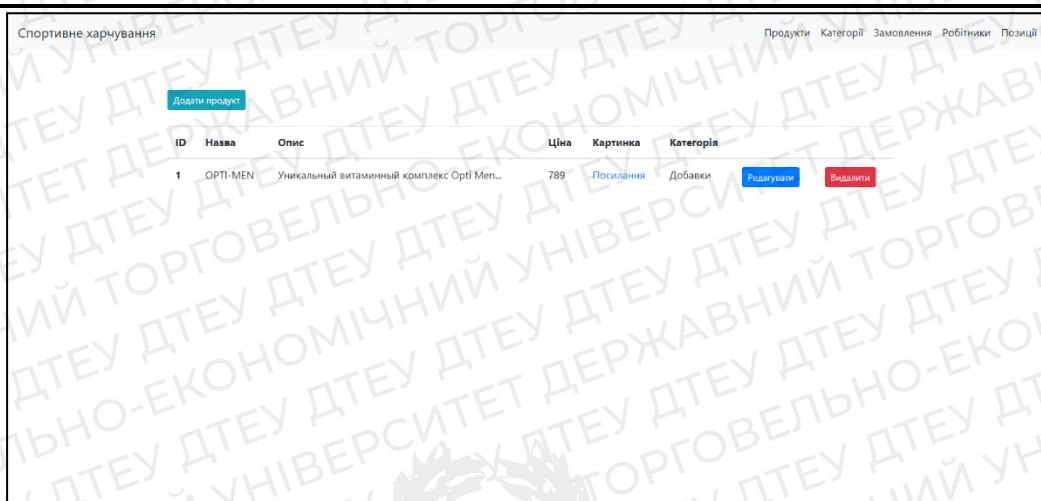 Спортивне харчування
Продукти Категорії Замовлення Робітники Позиції
Додати продукт
ID Назва Опис Ціна Картинка Категорія
1 OPTI-MEN Уникальный витаминный комплекс Opti Men... 789 Посилання Добавки Редагувати Видалити